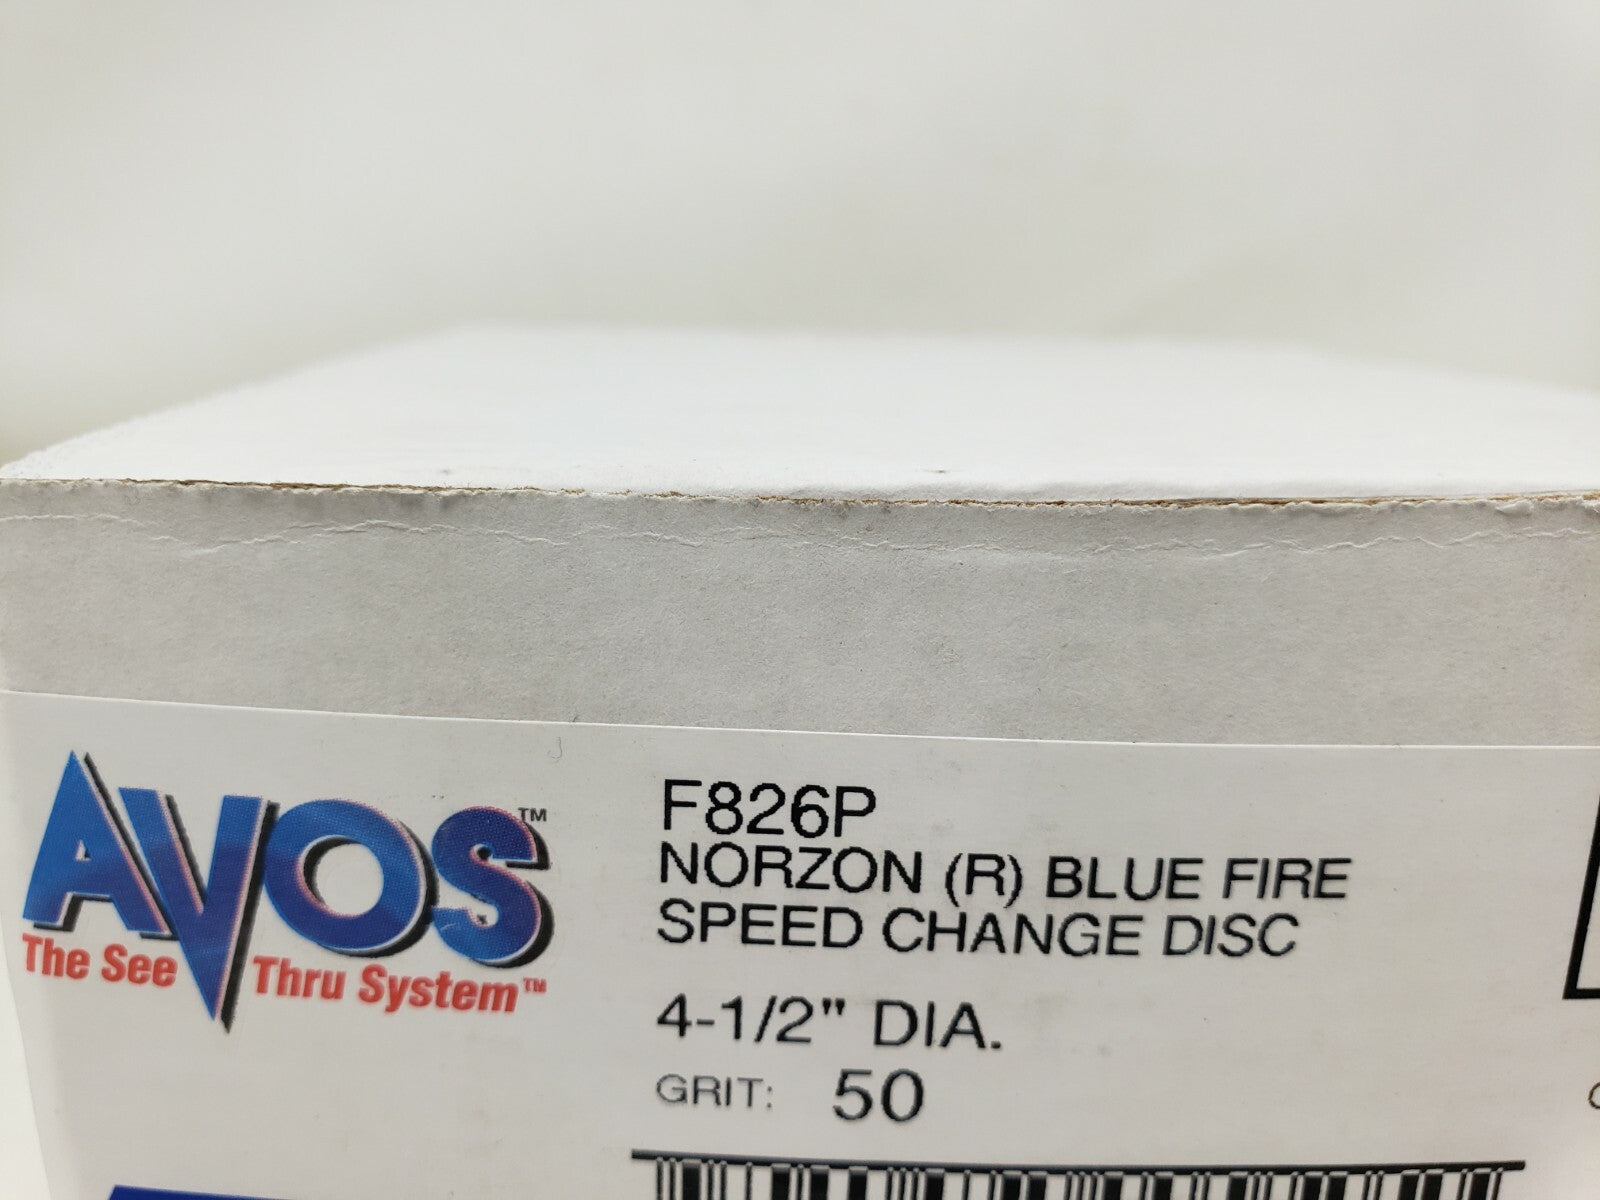 AVOS™
The See Thru System™
F826P
NORZON (R) BLUE FIRE
SPEED CHANGE DISC
4-1/2" DIA.
GRIT: 50